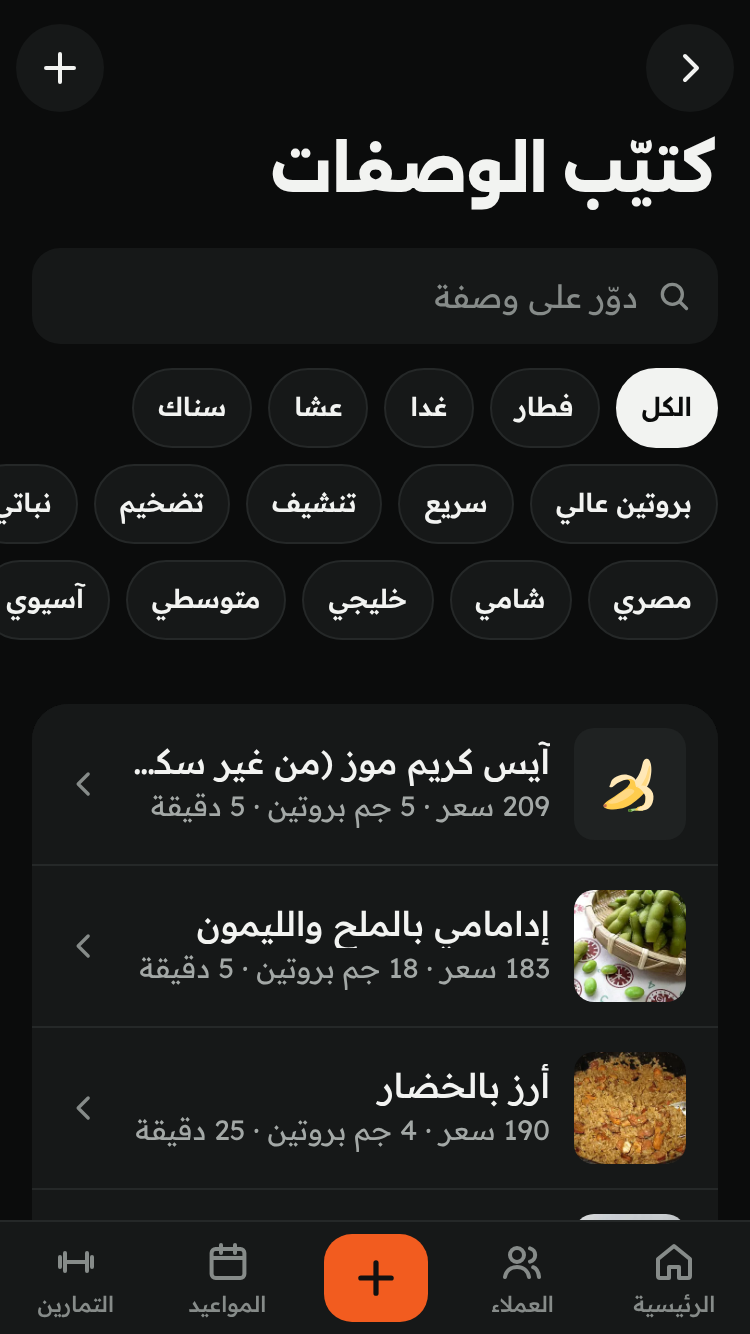 كتيّب الوصفات
دوّر على وصفة
الكل فطار غدا عشا سناك
بروتين عالي سريع تنشيف تضخيم نباتي
مصري شامي خليجي متوسطي آسيوي
آيس كريم موز (من غير سكـ...
209 سعر · 5 جم بروتين · 5 دقيقة
إدامامي بالملح والليمون
183 سعر · 18 جم بروتين · 5 دقيقة
أرز بالخضار
190 سعر · 4 جم بروتين · 25 دقيقة
الرئيسية العملاء المواعيد التمارين